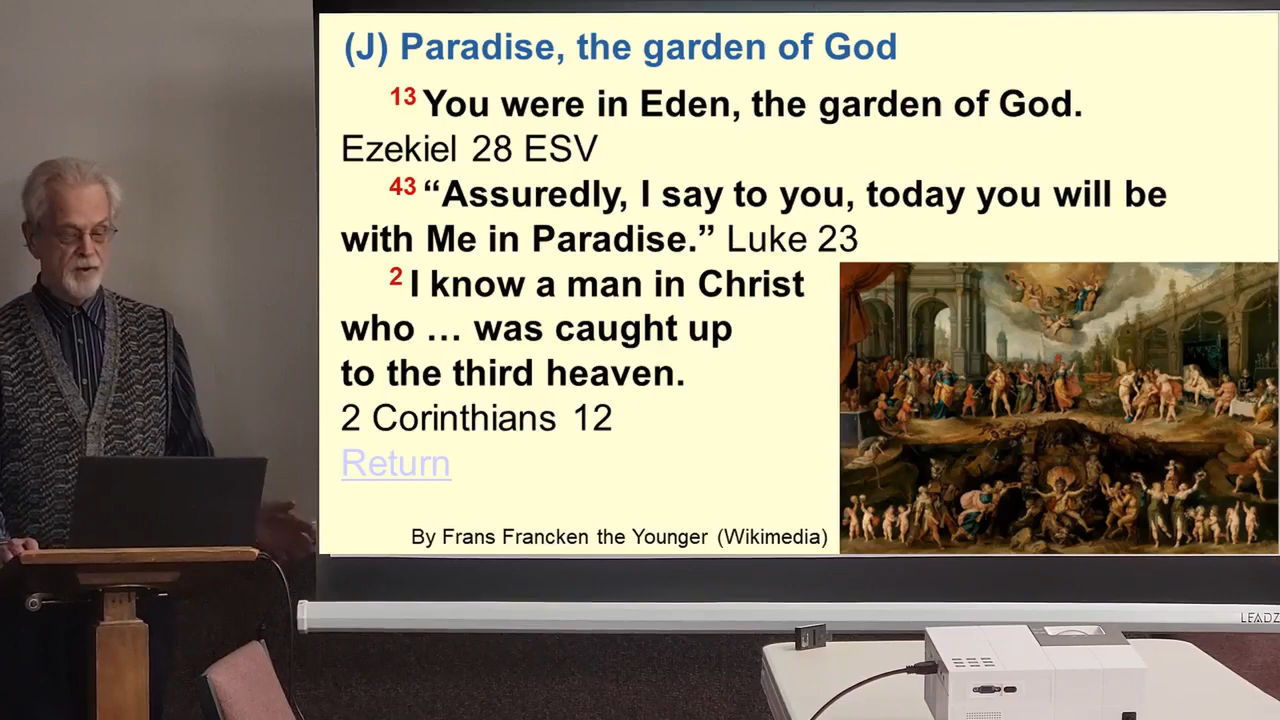 (J) Paradise, the garden of God
13 You were in Eden, the garden of God.
Ezekiel 28 ESV
43 “Assuredly, I say to you, today you will be
with Me in Paradise.” Luke 23
2 I know a man in Christ
who … was caught up
to the third heaven.
2 Corinthians 12
Return
By Frans Francken the Younger (Wikimedia)
LEADZ